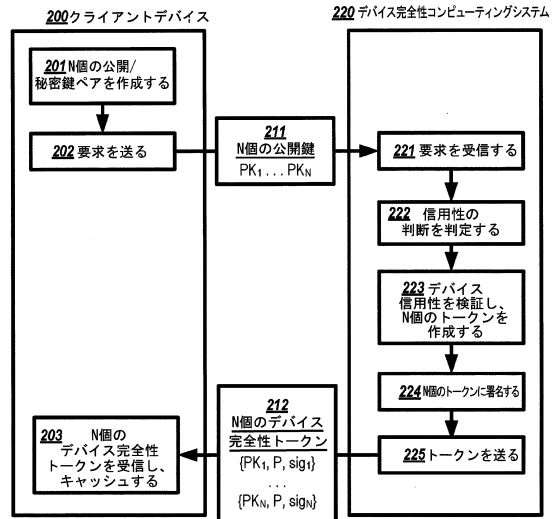 200クライアントデバイス
201 N個の公開/
秘密鍵ペアを作成する
202 要求を送る
211
N個の公開鍵
PK1 . . . PKN
220 デバイス完全性コンピューティングシステム
221 要求を受信する
222 信用性の
判断を判定する
223 デバイス
信用性を検証し、
N個のトークンを
作成する
224 N個のトークンに署名する
225 トークンを送る
212
N個のデバイス
完全性トークン
{PK1, P, sig1}
...
{PKN, P, sigN}
203 N個の
デバイス完全性
トークンを受信し、
キャッシュする